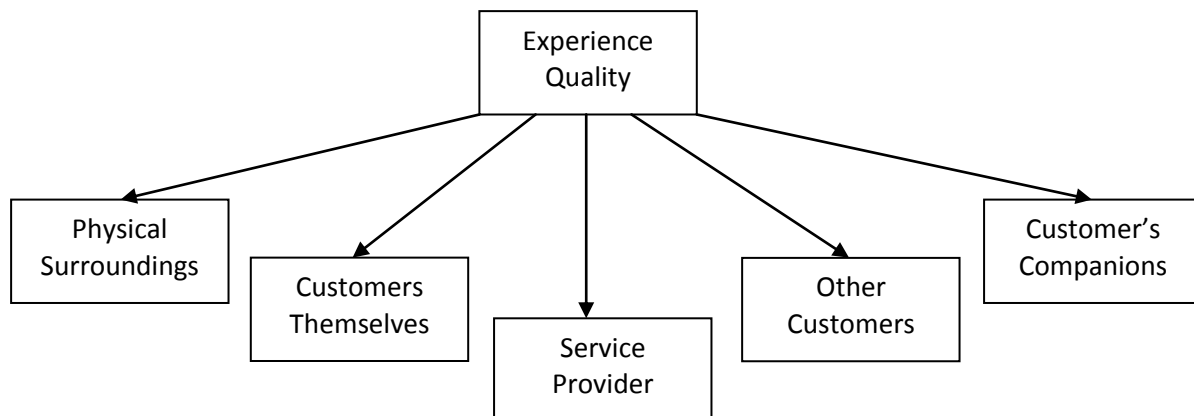 Experience
Quality
Physical
Surroundings
Customers
Themselves
Service
Provider
Other
Customers
Customer’s
Companions